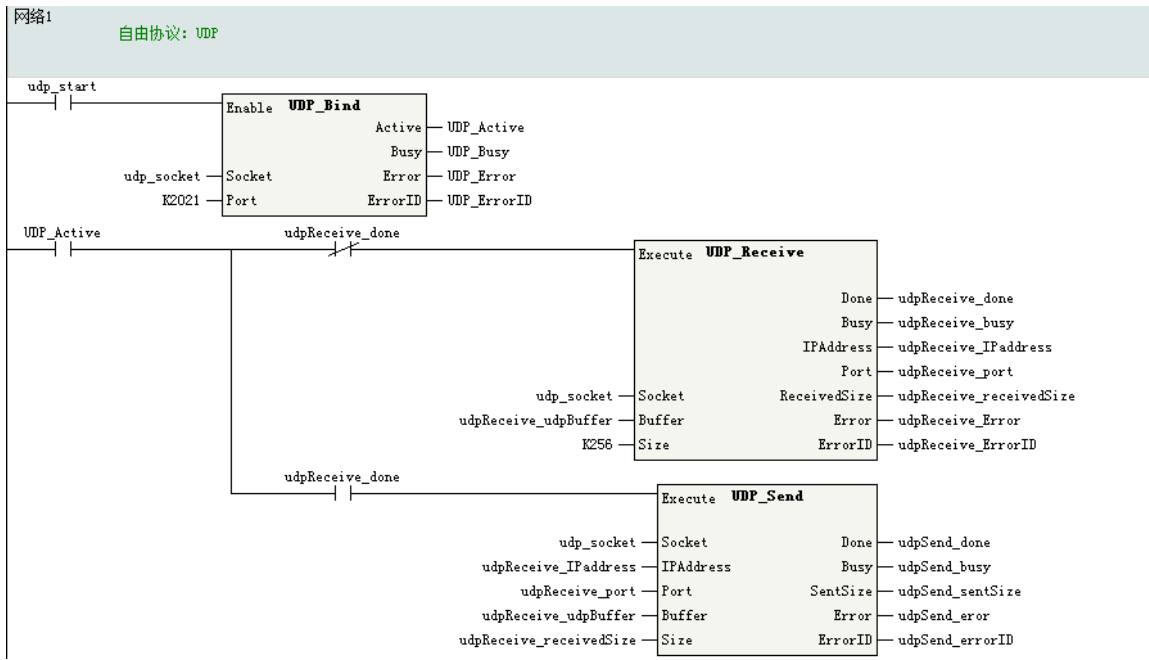 网络1
自由协议: UDP
udp_start
Enable UDP_Bind
Active UDP_Active
Busy UDP_Busy
udp_socket Socket Error UDP_Error
K2021 Port ErrorID UDP_ErrorID
UDP_Active udpReceive_done
Execute UDP_Receive
Done udpReceive_done
Busy udpReceive_busy
IPAddress udpReceive_IPaddress
Port udpReceive_port
udp_socket Socket ReceivedSize udpReceive_receivedSize
udpReceive_udpBuffer Buffer Error udpReceive_Error
K256 Size ErrorID udpReceive_ErrorID
udpReceive_done
Execute UDP_Send
udp_socket Socket Done udpSend_done
udpReceive_IPaddress IPAddress Busy udpSend_busy
udpReceive_port Port SentSize udpSend_sentSize
udpReceive_udpBuffer Buffer Error udpSend_eror
udpReceive_receivedSize Size ErrorID udpSend_errorID